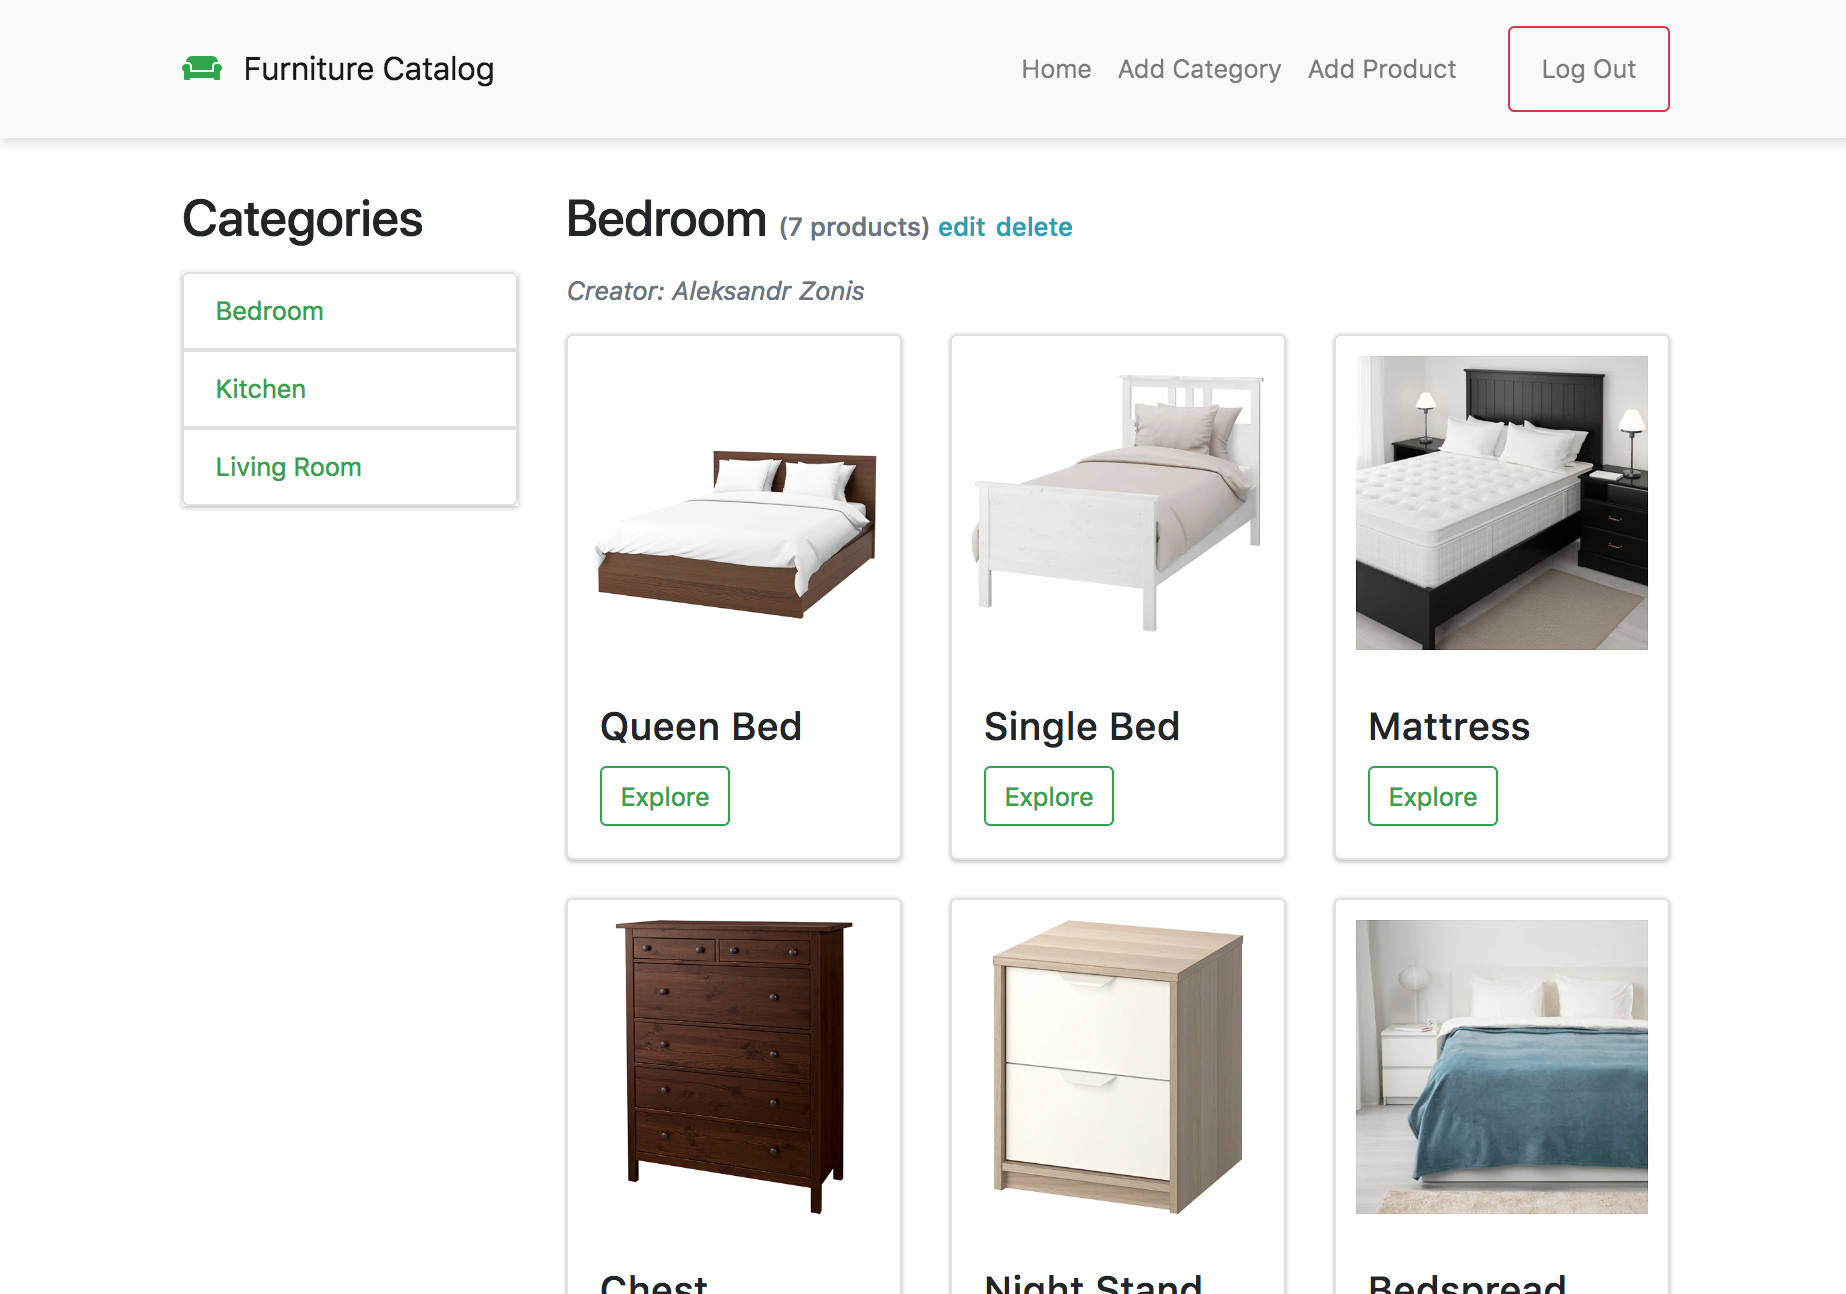 Furniture Catalog
Home Add Category Add Product Log Out
Categories
Bedroom
Kitchen
Living Room
Bedroom (7 products) edit delete
Creator: Aleksandr Zonis
Queen Bed
Explore
Single Bed
Explore
Mattress
Explore
Chest
Night Stand
Bedspread